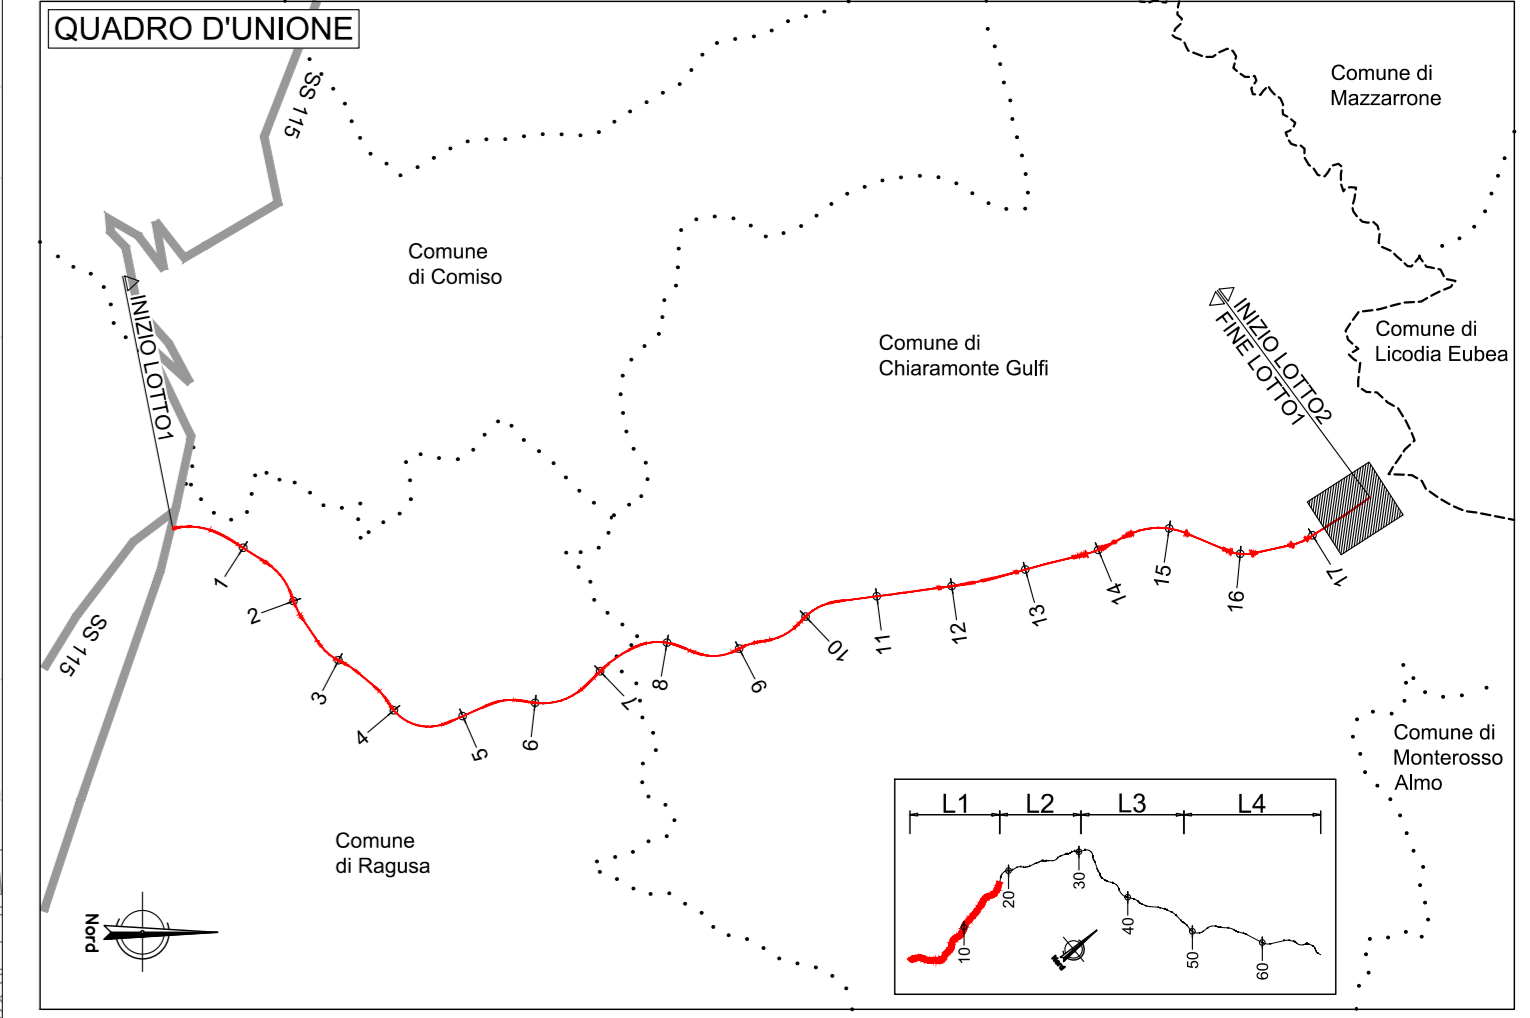 QUADRO D'UNIONE
SS 115
Comune di
Mazzarrone
Comune
di Comiso
INIZIO LOTTO1
Comune di
Chiaramonte Gulfi
INIZIO LOTTO2
FINE LOTTO1
Comune di
Licodia Eubea
1
2
3
4
5
6
7
8
9
10
11
12
13
14
15
16
17
SS 115
Comune di
Monterosso
Almo
Comune
di Ragusa
Nord
L1 L2 L3 L4
10
20
30
40
50
60
Nord